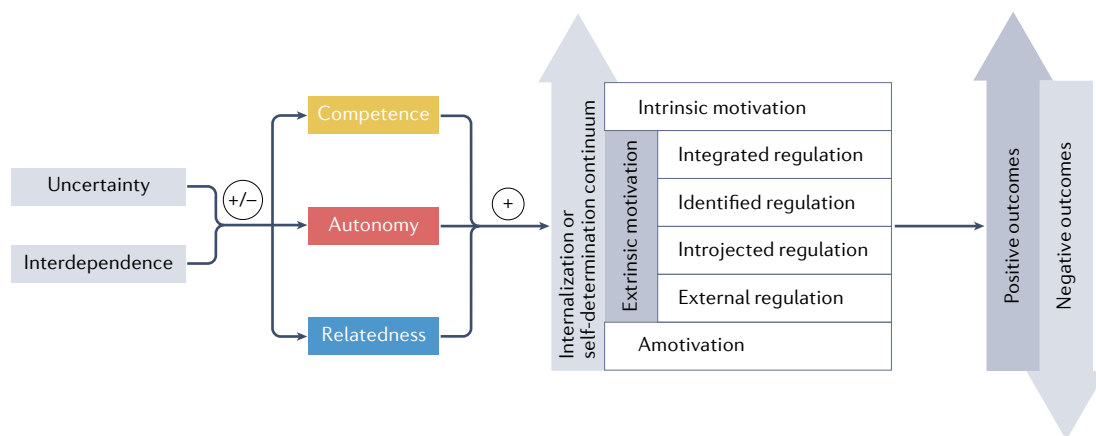 Uncertainty
Interdependence
+/–
Competence
Autonomy
Relatedness
+
Internalization or
self-determination continuum
Extrinsic motivation
Intrinsic motivation
Integrated regulation
Identified regulation
Introjected regulation
External regulation
Amotivation
Positive outcomes
Negative outcomes